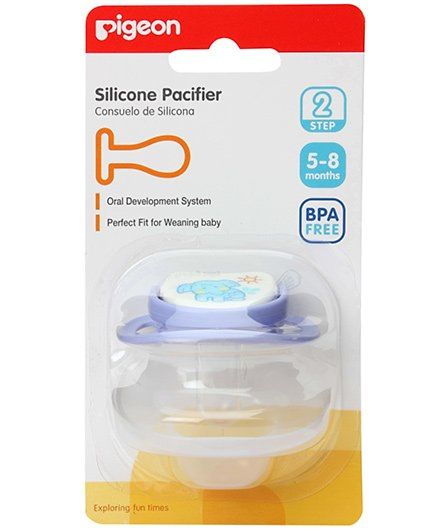 pigeon
Silicone Pacifier
Consuelo de Silicona
2
STEP
5-8
months
Oral Development System
Perfect Fit for Weaning baby
BPA
FREE
Exploring fun times